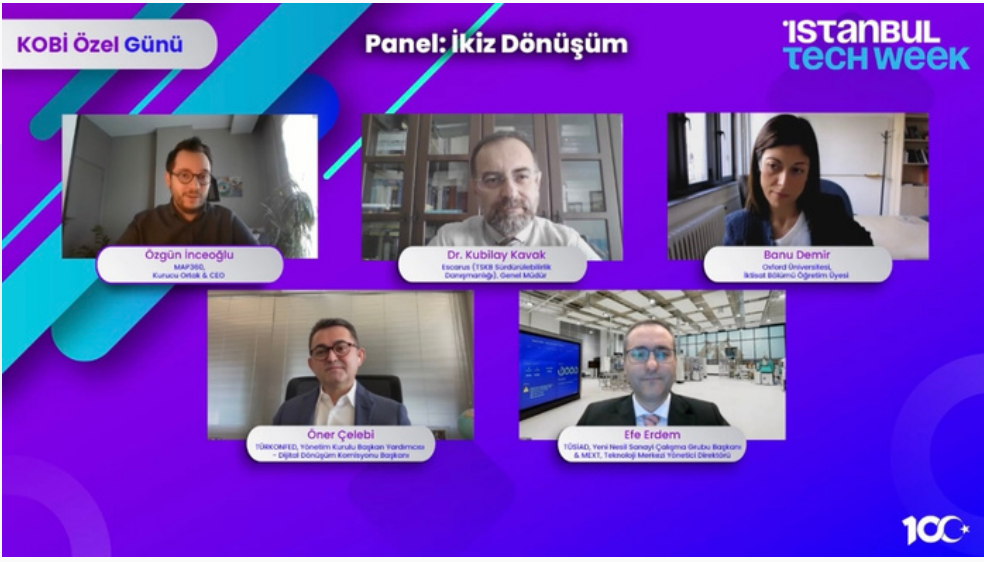 KOBİ Özel Günü
Panel: İkiz Dönüşüm
İSTANBUL
TECH WEEK
Özgün İnceoğlu
MAP360,
Kurucu Ortak & CEO
Dr. Kubilay Kavak
Escarus (TSKB Sürdürülebilirlik
Danışmanlığı), Genel Müdür
Banu Demir
Oxford Üniversitesi,
İktisat Bölümü Öğretim Üyesi
Öner Çelebi
TÜRKONFED, Yönetim Kurulu Başkan Yardımcısı
- Dijital Dönüşüm Komisyonu Başkanı
Efe Erdem
TÜSİAD, Yeni Nesil Sanayi Çalışma Grubu Başkanı
& MEXT, Teknoloji Merkezi Yönetici Direktörü
100